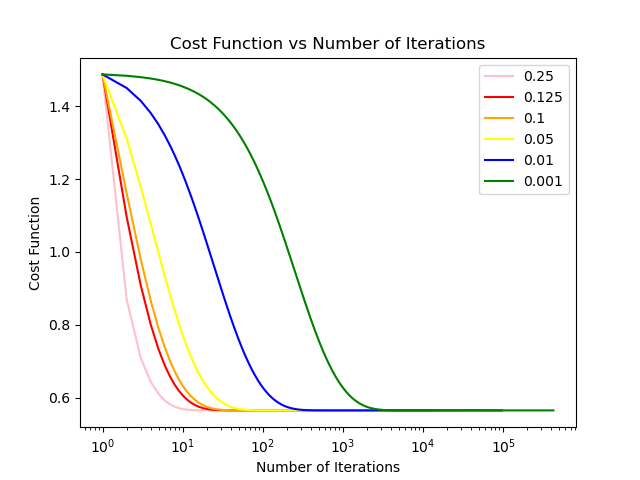 Cost Function vs Number of Iterations
Cost Function
1.4
1.2
1.0
0.8
0.6
0.25
0.125
0.1
0.05
0.01
0.001
10⁰ 10¹ 10² 10³ 10⁴ 10⁵
Number of Iterations